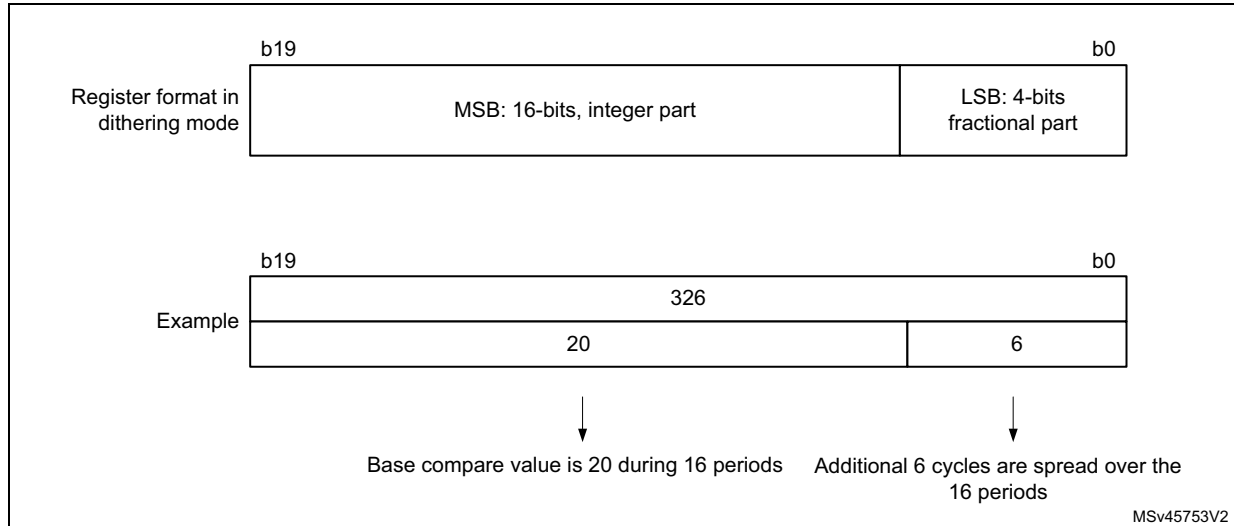 b19 b0
Register format in
dithering mode
MSB: 16-bits, integer part
LSB: 4-bits
fractional part
b19 b0
Example
326
20 6
Base compare value is 20 during 16 periods
Additional 6 cycles are spread over the
16 periods
MSv45753V2